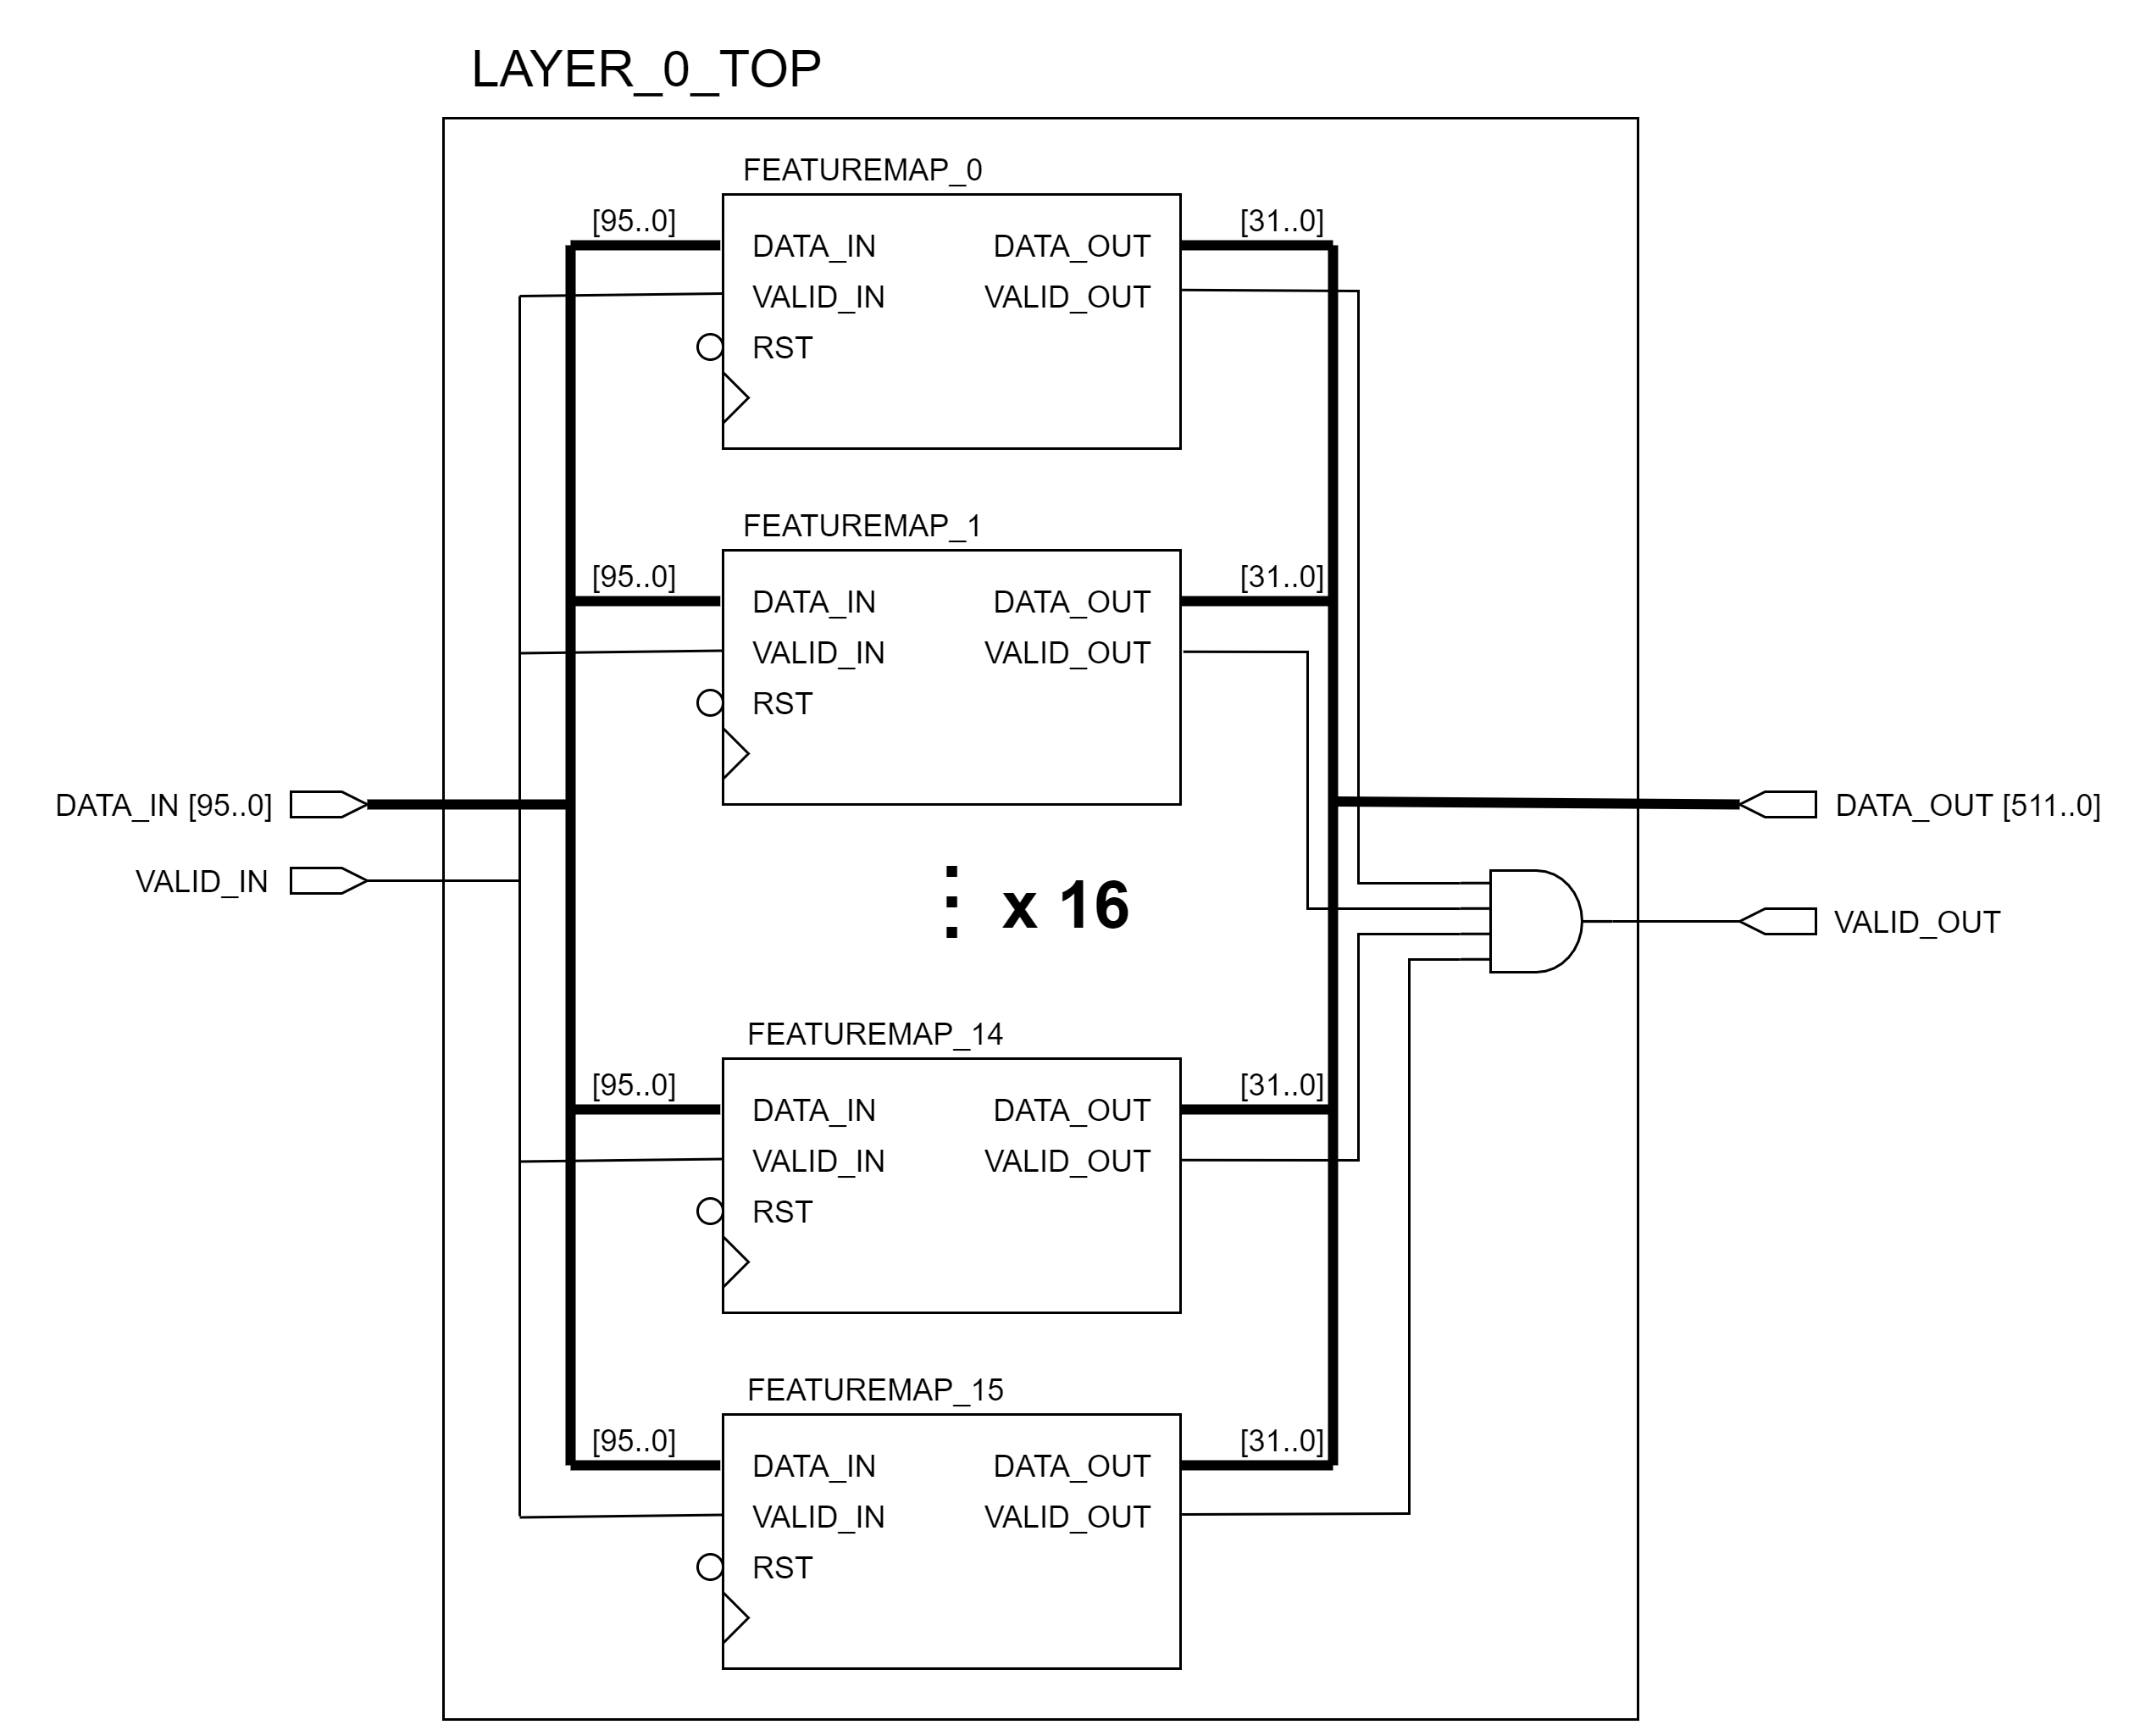 LAYER_0_TOP
FEATUREMAP_0
[95..0]
[31..0]
DATA_IN
DATA_OUT
VALID_IN
VALID_OUT
RST
FEATUREMAP_1
[95..0]
[31..0]
DATA_IN
DATA_OUT
VALID_IN
VALID_OUT
RST
DATA_IN [95..0]
DATA_OUT [511..0]
VALID_IN
x 16
VALID_OUT
FEATUREMAP_14
[95..0]
[31..0]
DATA_IN
DATA_OUT
VALID_IN
VALID_OUT
RST
FEATUREMAP_15
[95..0]
[31..0]
DATA_IN
DATA_OUT
VALID_IN
VALID_OUT
RST